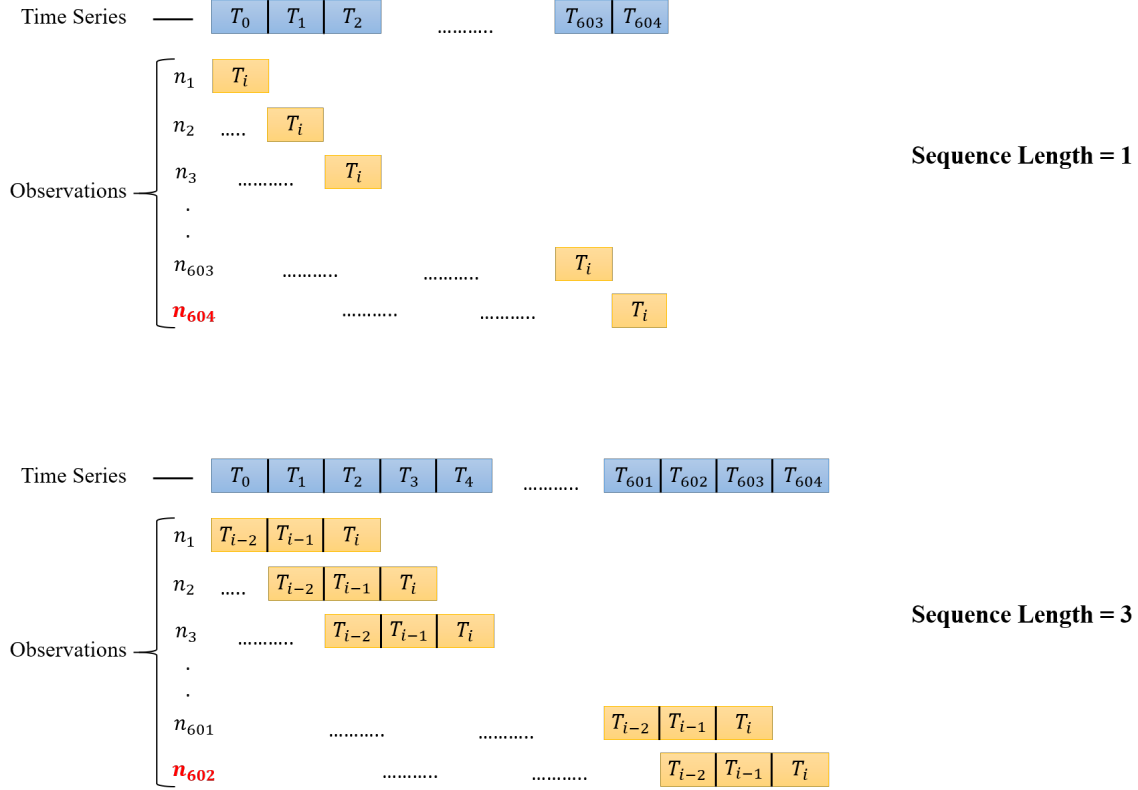 Time Series T₀ T₁ T₂ ……….. T₆₀₃ T₆₀₄
n₁ Tᵢ
n₂ ….. Tᵢ
Sequence Length = 1
n₃ ……….. Tᵢ
Observations
.
.
n₆₀₃ ……….. ……….. Tᵢ
n₆₀₄ ……….. ……….. Tᵢ
Time Series T₀ T₁ T₂ T₃ T₄ ……….. T₆₀₁ T₆₀₂ T₆₀₃ T₆₀₄
n₁ Tᵢ₋₂ Tᵢ₋₁ Tᵢ
n₂ ….. Tᵢ₋₂ Tᵢ₋₁ Tᵢ
Sequence Length = 3
n₃ ……….. Tᵢ₋₂ Tᵢ₋₁ Tᵢ
Observations
.
.
n₆₀₁ ……….. ……….. Tᵢ₋₂ Tᵢ₋₁ Tᵢ
n₆₀₂ ……….. ……….. Tᵢ₋₂ Tᵢ₋₁ Tᵢ